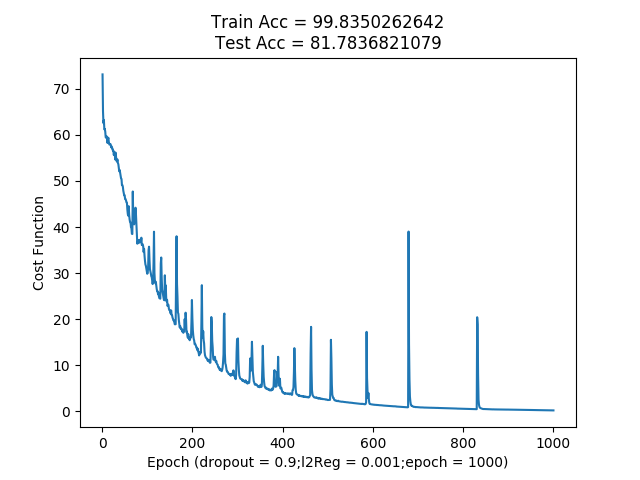 Train Acc = 99.8350262642
Test Acc = 81.7836821079
70
60
50
40
30
20
10
0
Cost Function
0 200 400 600 800 1000
Epoch (dropout = 0.9;l2Reg = 0.001;epoch = 1000)